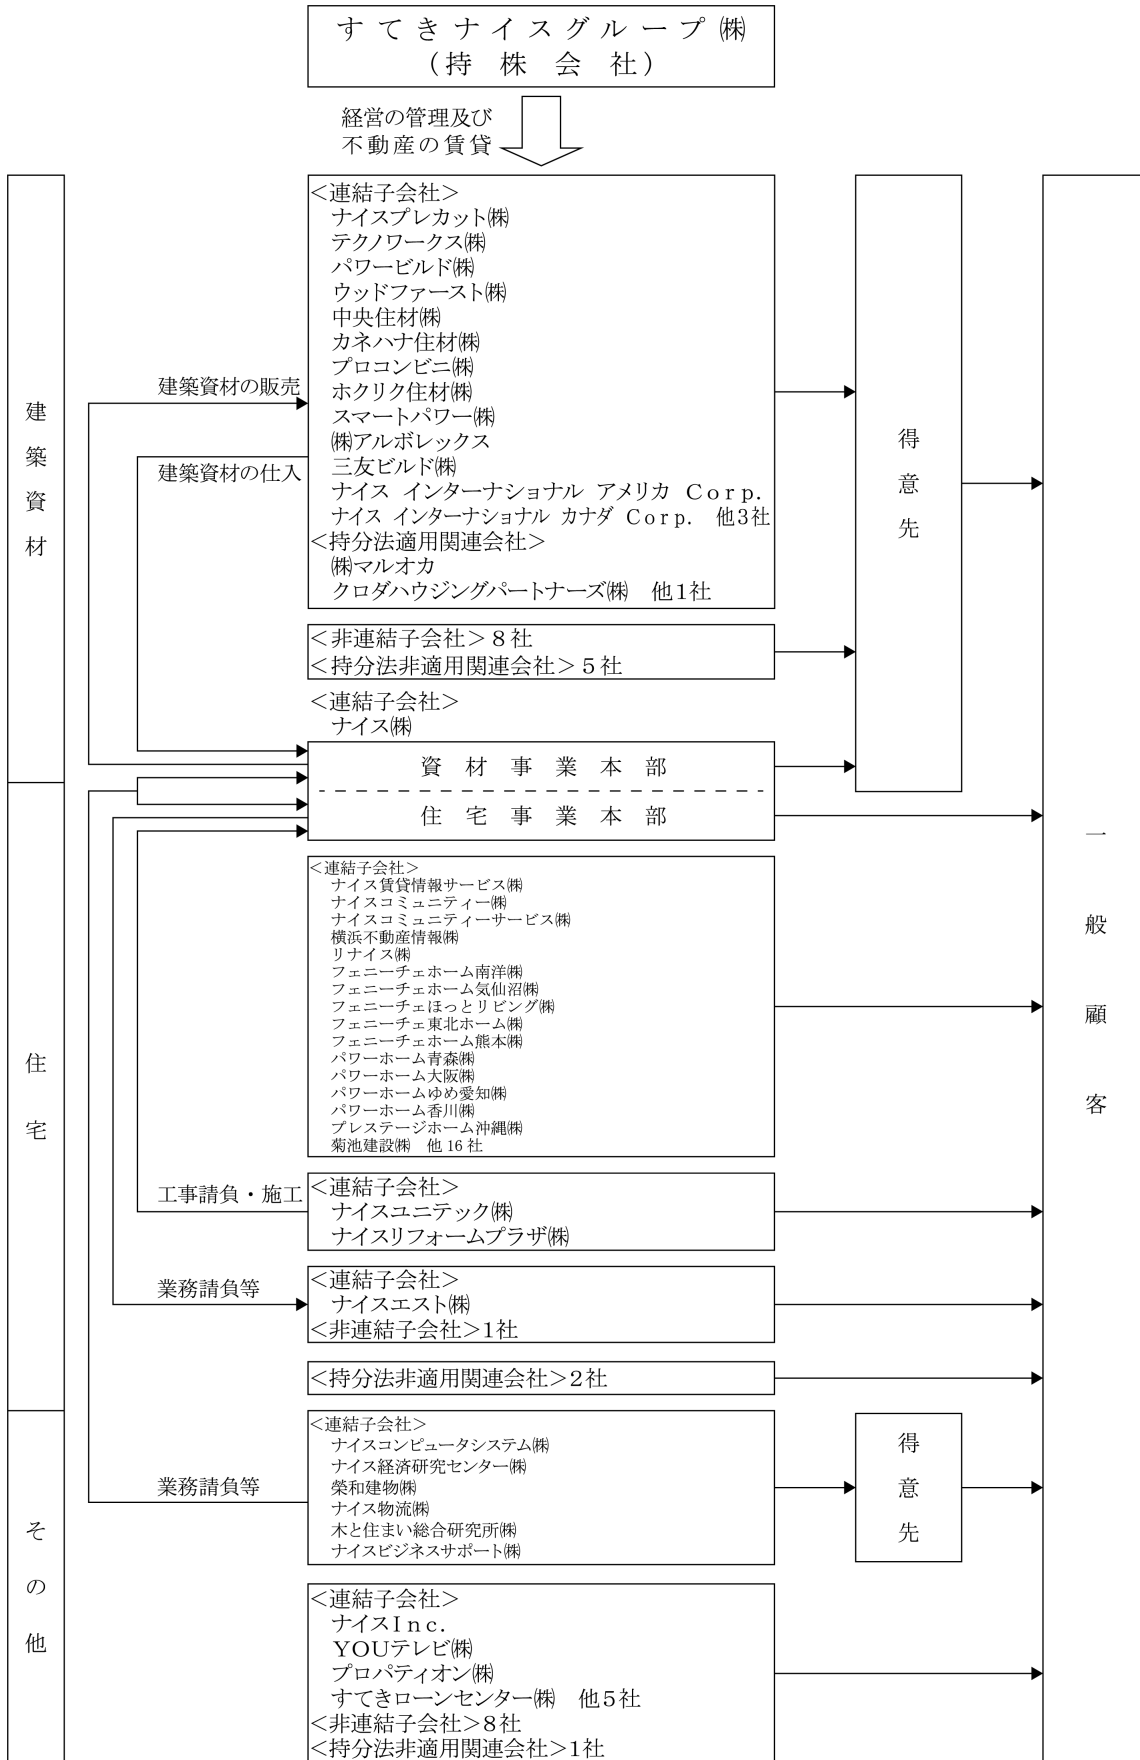 すてきナイスグループ㈱
（持株会社）
経営の管理及び
不動産の賃貸
建築資材
＜連結子会社＞
ナイスプレカット㈱
テクノワークス㈱
パワービルド㈱
ウッドファースト㈱
中央住材㈱
カネハナ住材㈱
プロコンビニ㈱
ホクリク住材㈱
スマートパワー㈱
㈱アルボレックス
三友ビルド㈱
ナイス インターナショナル アメリカ Corp.
ナイス インターナショナル カナダ Corp. 他3社
＜持分法適用関連会社＞
㈱マルオカ
クロダハウジングパートナーズ㈱ 他1社
建築資材の販売
建築資材の仕入
得意先
＜非連結子会社＞８社
＜持分法非適用関連会社＞５社
＜連結子会社＞
ナイス㈱
資材事業本部
住宅事業本部
一般顧客
住宅
＜連結子会社＞
ナイス賃貸情報サービス㈱
ナイスコミュニティー㈱
ナイスコミュニティーサービス㈱
横浜不動産情報㈱
リナイス㈱
フェニーチェホーム南洋㈱
フェニーチェホーム気仙沼㈱
フェニーチェほっとリビング㈱
フェニーチェ東北ホーム㈱
フェニーチェホーム熊本㈱
パワーホーム青森㈱
パワーホーム大阪㈱
パワーホームゆめ愛知㈱
パワーホーム香川㈱
プレステージホーム沖縄㈱
菊池建設㈱ 他 16 社
工事請負・施工
＜連結子会社＞
ナイスユニテック㈱
ナイスリフォームプラザ㈱
業務請負等
＜連結子会社＞
ナイスエスト㈱
＜非連結子会社＞1社
＜持分法非適用関連会社＞2社
その他
業務請負等
＜連結子会社＞
ナイスコンピュータシステム㈱
ナイス経済研究センター㈱
榮和建物㈱
ナイス物流㈱
木と住まい総合研究所㈱
ナイスビジネスサポート㈱
得意先
＜連結子会社＞
ナイスInc.
YOUテレビ㈱
プロパティオン㈱
すてきローンセンター㈱ 他５社
＜非連結子会社＞8社
＜持分法非適用関連会社＞1社